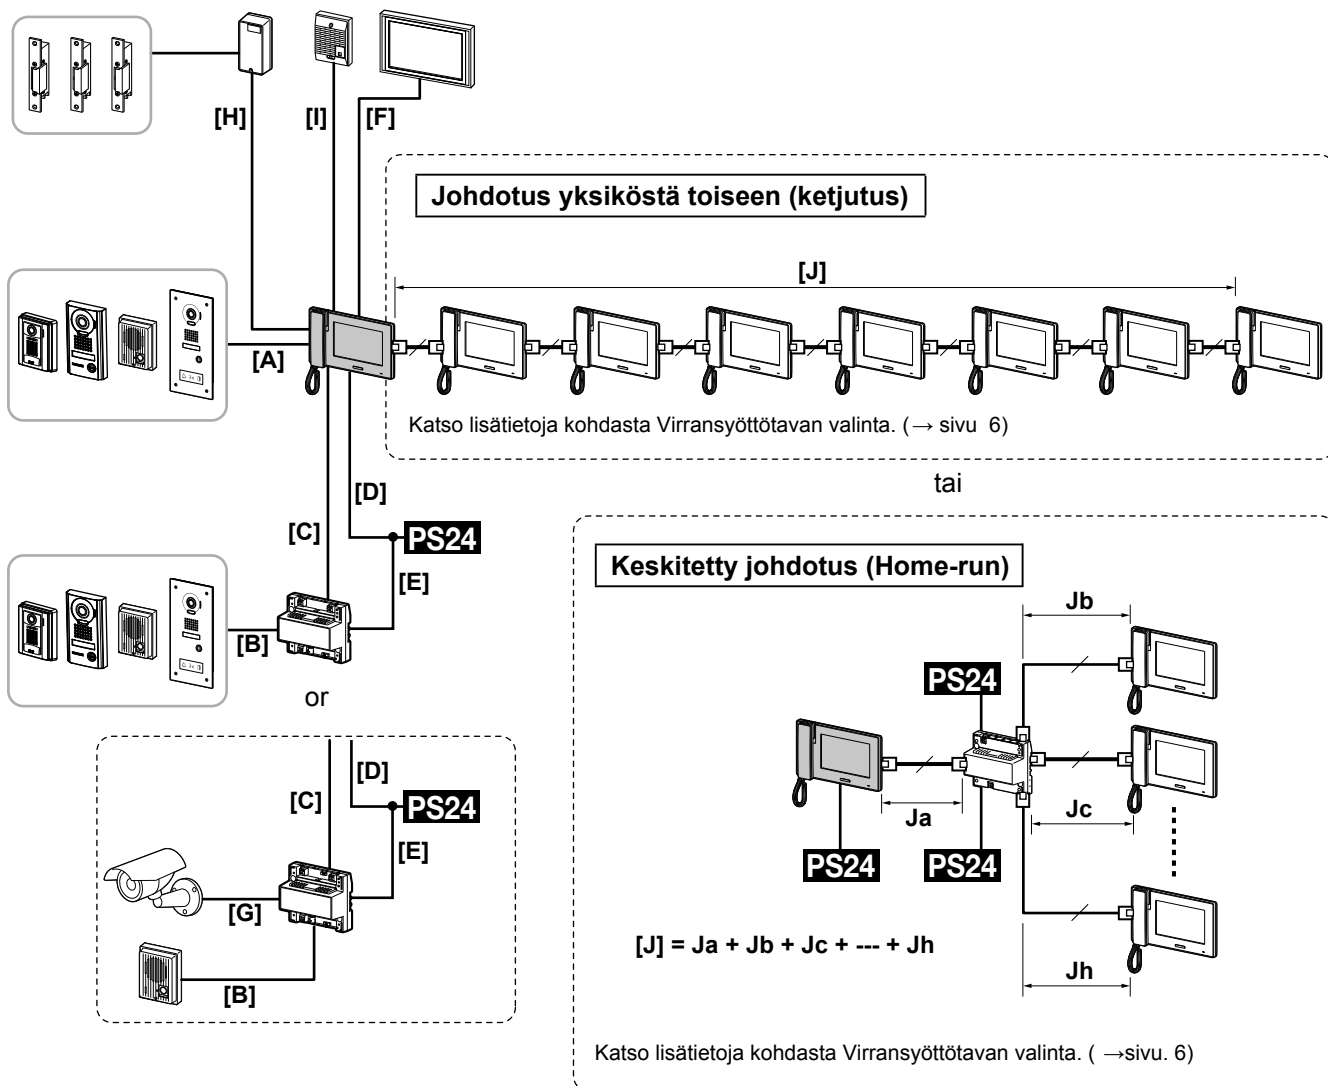 [H]
[I]
[F]
Johdotus yksiköstä toiseen (ketjutus)
[J]
[A]
Katso lisätietoja kohdasta Virransyöttötavan valinta. (→ sivu 6)
tai
[D]
[C]
PS24
[E]
[B]
or
[D]
[C]
PS24
[E]
[G]
[B]
Keskitetty johdotus (Home-run)
Jb
PS24
Ja
Jc
PS24
PS24
[J] = Ja + Jb + Jc + --- + Jh
Jh
Katso lisätietoja kohdasta Virransyöttötavan valinta. ( →sivu. 6)